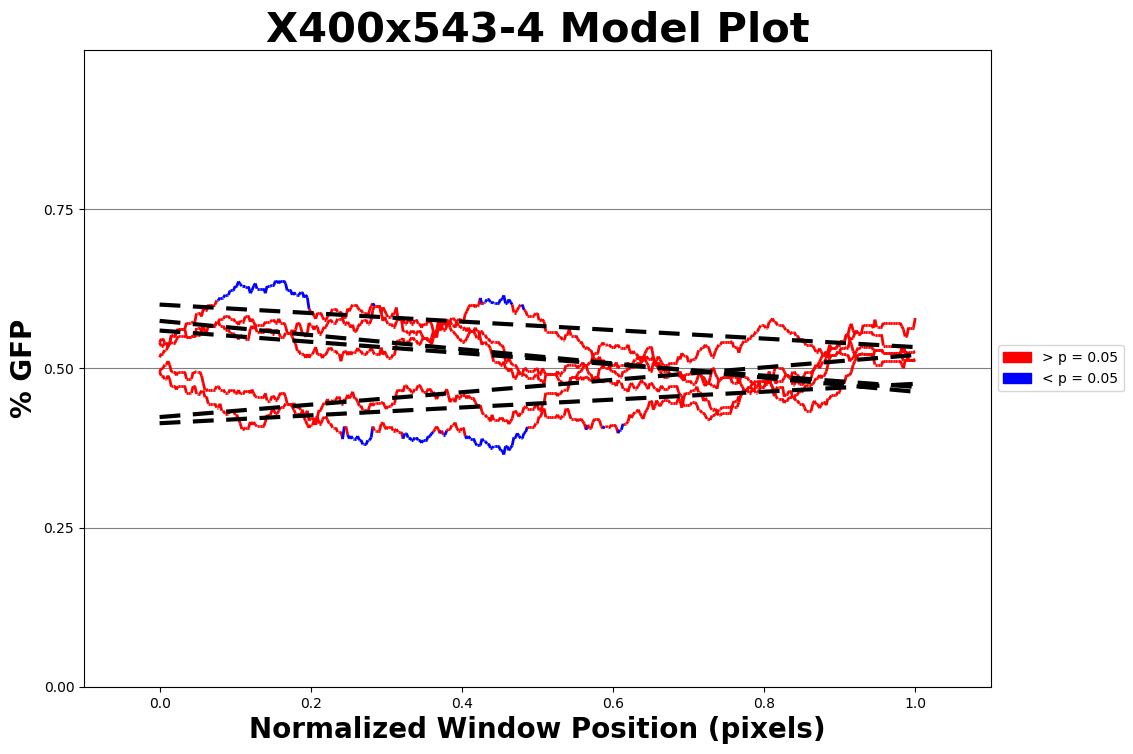 X400x543-4 Model Plot
% GFP
0.75
0.50
0.25
0.00
0.0 0.2 0.4 0.6 0.8 1.0
Normalized Window Position (pixels)
> p = 0.05
< p = 0.05